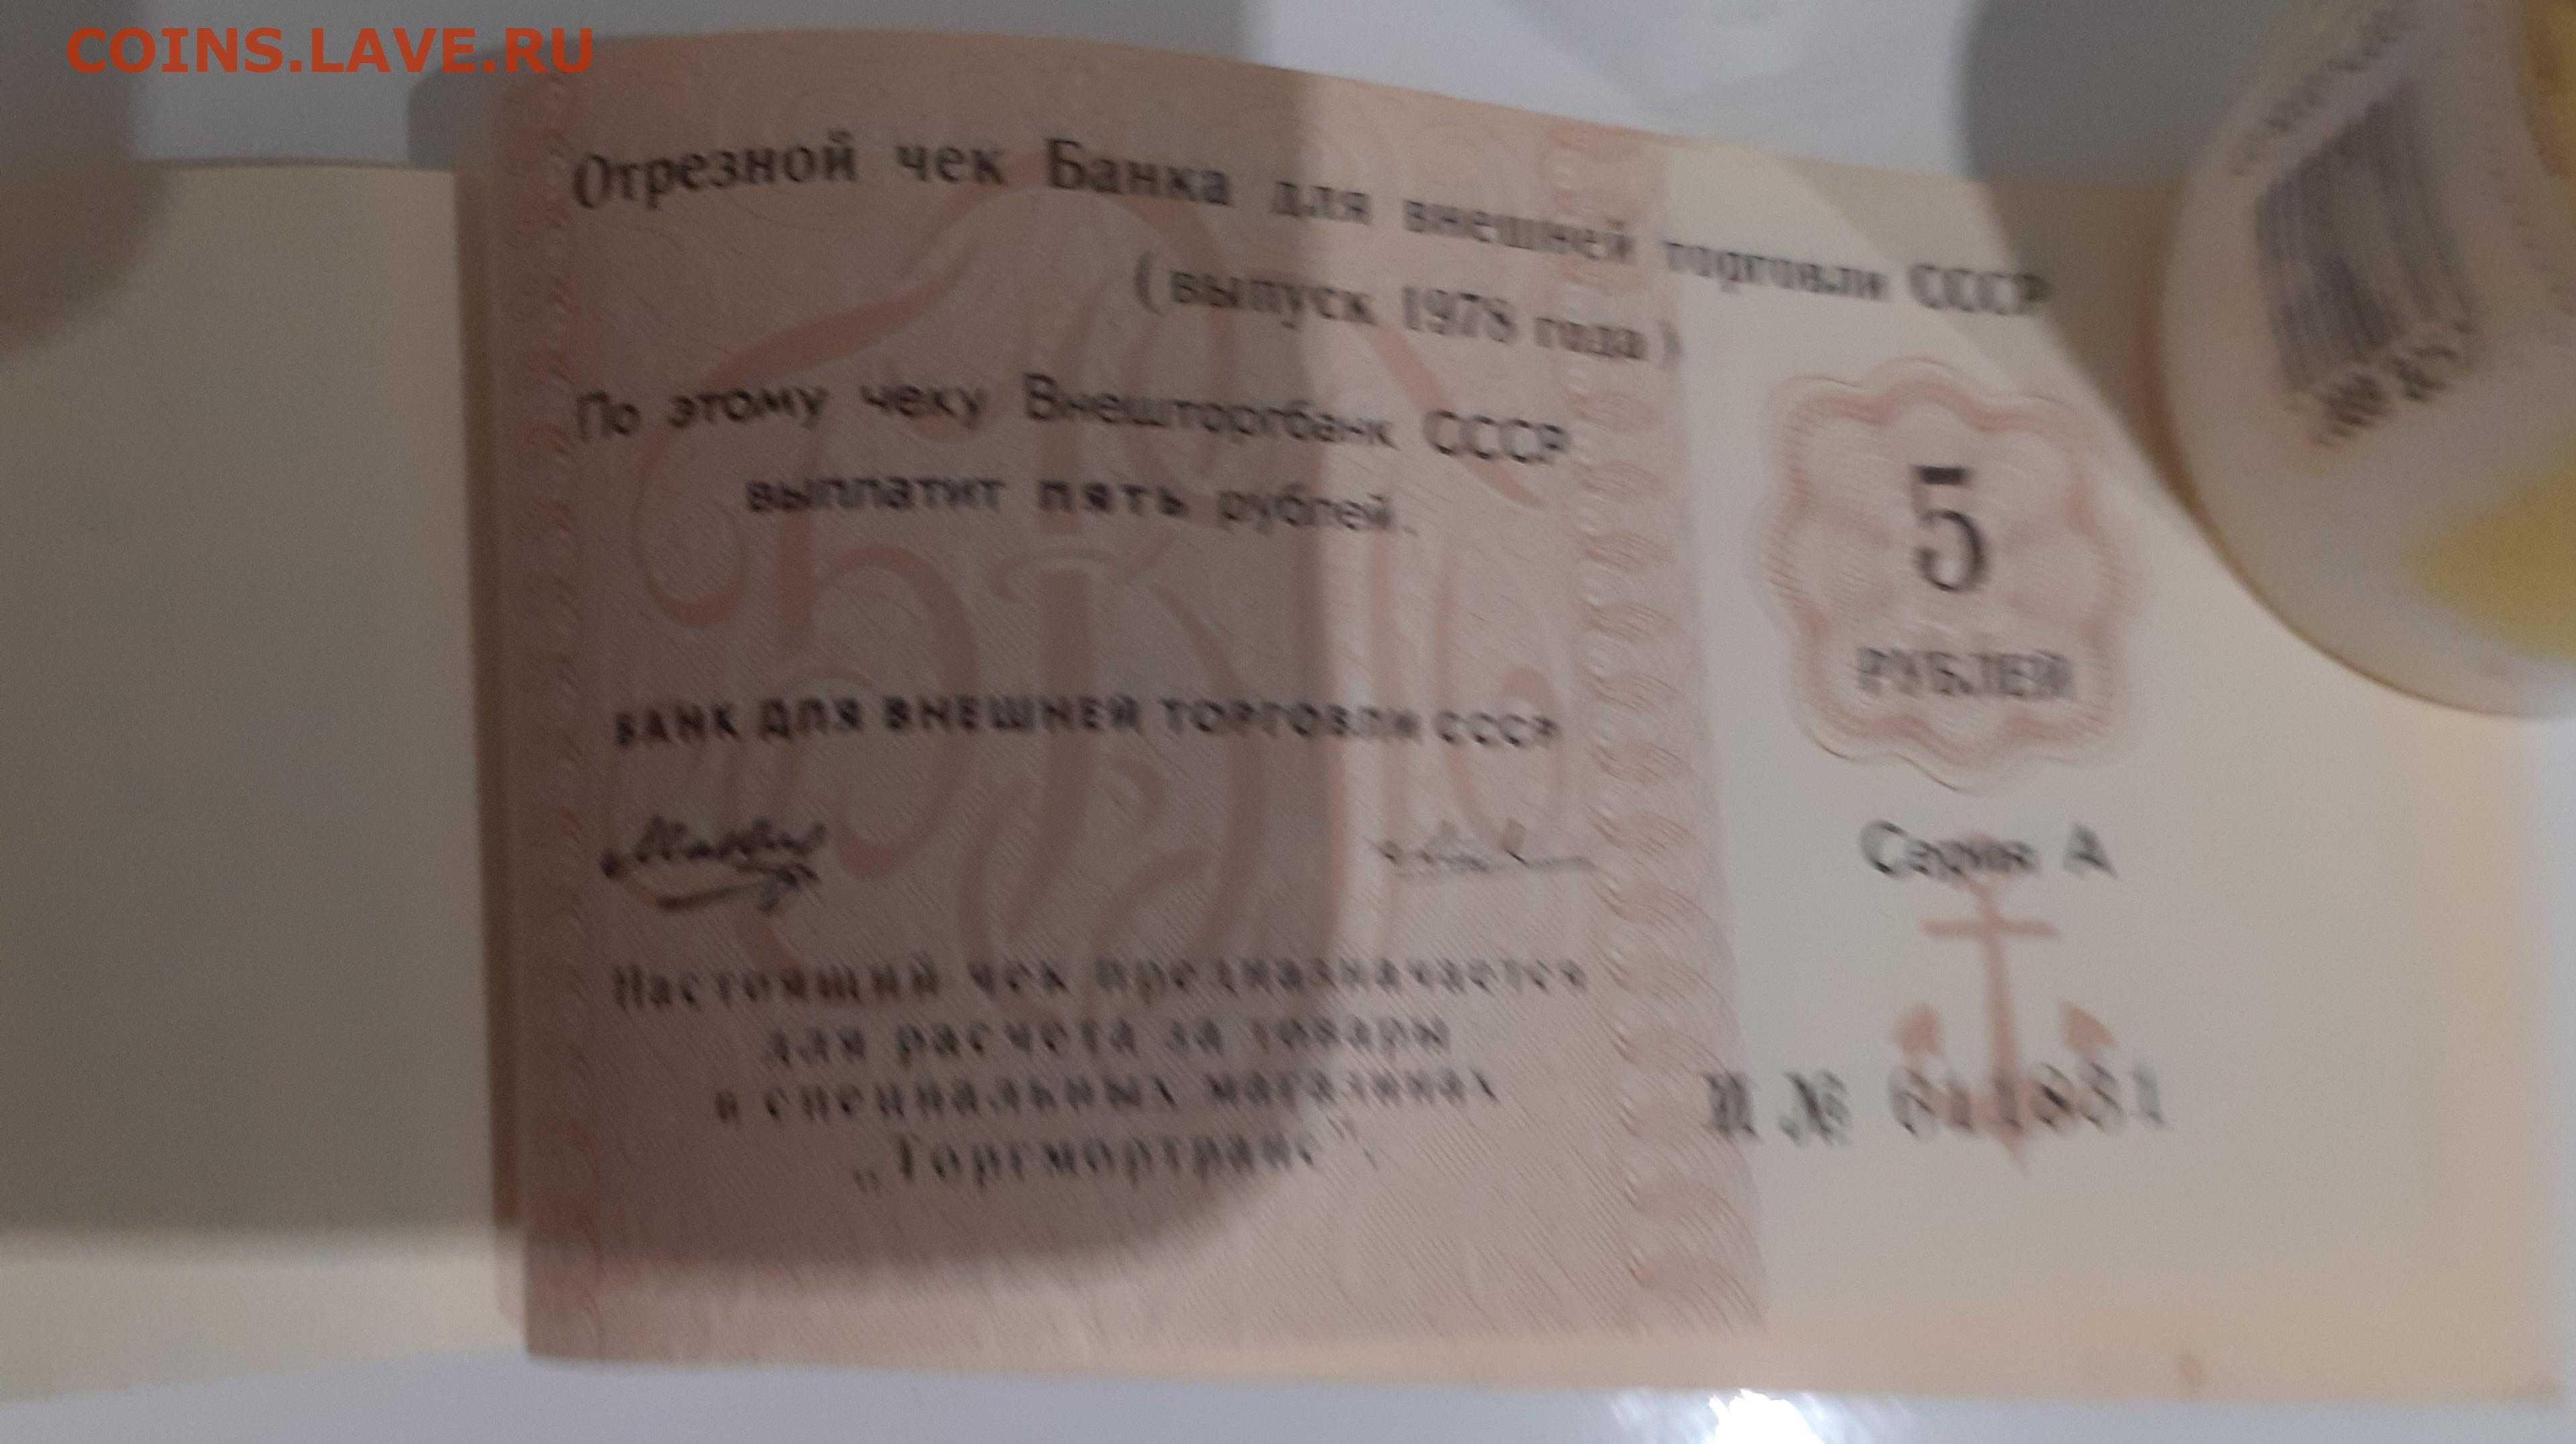 COINS.LAVE.RU
Отрезной чек Банка для внешней торговли СССР
(выпуск 1978 года)
По этому чеку Внешторгбанк СССР
выплатит пять рублей.
5
РУБЛЕЙ
БАНК ДЛЯ ВНЕШНЕЙ ТОРГОВЛИ СССР
Серия А
Настоящий чек предназначается
для расчета за товары
в специальных магазинах
„Торгмортранс".
№